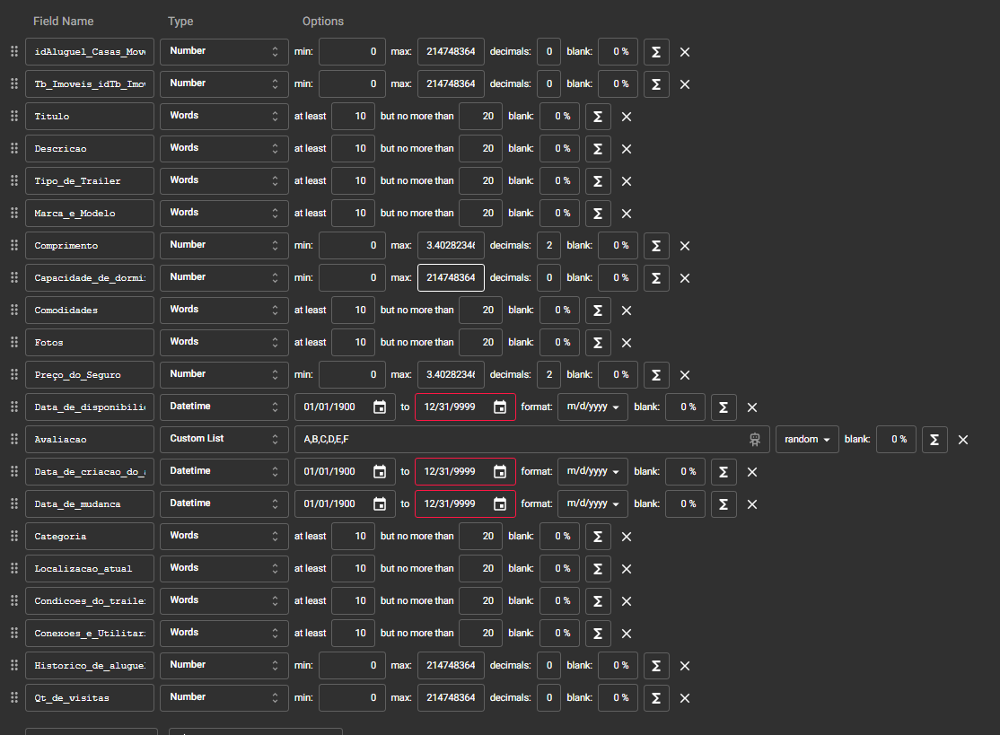 Field Name Type Options
idAluguel_Casas_Mov Number min: 0 max: 214748364 decimals: 0 blank: 0 % Σ
Tb_Imoveis_idTb_Imov Number min: 0 max: 214748364 decimals: 0 blank: 0 % Σ
Titulo Words at least 10 but no more than 20 blank: 0 % Σ
Descricao Words at least 10 but no more than 20 blank: 0 % Σ
Tipo_de_Trailer Words at least 10 but no more than 20 blank: 0 % Σ
Marca_e_Modelo Words at least 10 but no more than 20 blank: 0 % Σ
Comprimento Number min: 0 max: 3.4028234 decimals: 2 blank: 0 % Σ
Capacidade_de_dormi Number min: 0 max: 214748364 decimals: 0 blank: 0 % Σ
Comodidades Words at least 10 but no more than 20 blank: 0 % Σ
Fotos Words at least 10 but no more than 20 blank: 0 % Σ
Preço_do_Seguro Number min: 0 max: 3.4028234 decimals: 2 blank: 0 % Σ
Data_de_disponibilid Datetime 01/01/1900 to 12/31/9999 format: m/d/yyyy blank: 0 % Σ
Avaliacao Custom List A,B,C,D,E,F random blank: 0 % Σ
Data_de_criacao_do_ Datetime 01/01/1900 to 12/31/9999 format: m/d/yyyy blank: 0 % Σ
Data_de_mudanca Datetime 01/01/1900 to 12/31/9999 format: m/d/yyyy blank: 0 % Σ
Categoria Words at least 10 but no more than 20 blank: 0 % Σ
Localizacao_atual Words at least 10 but no more than 20 blank: 0 % Σ
Condicoes_do_traile Words at least 10 but no more than 20 blank: 0 % Σ
Conexoes_e_Utilitar Words at least 10 but no more than 20 blank: 0 % Σ
Historico_de_alugue Number min: 0 max: 214748364 decimals: 0 blank: 0 % Σ
Qt_de_visitas Number min: 0 max: 214748364 decimals: 0 blank: 0 % Σ